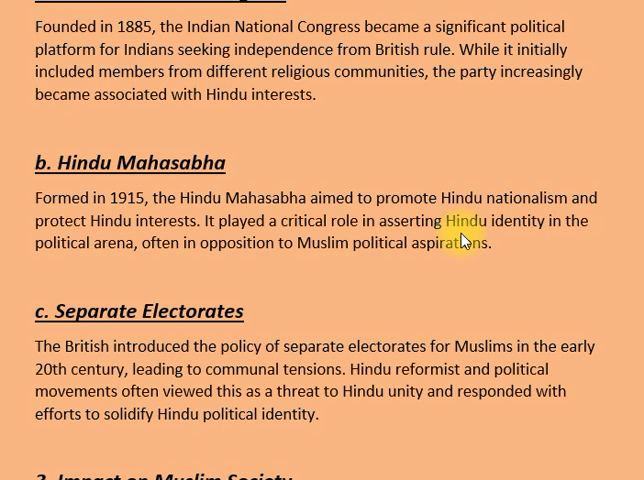 Founded in 1885, the Indian National Congress became a significant political
platform for Indians seeking independence from British rule. While it initially
included members from different religious communities, the party increasingly
became associated with Hindu interests.
b. Hindu Mahasabha
Formed in 1915, the Hindu Mahasabha aimed to promote Hindu nationalism and
protect Hindu interests. It played a critical role in asserting Hindu identity in the
political arena, often in opposition to Muslim political aspirations.
c. Separate Electorates
The British introduced the policy of separate electorates for Muslims in the early
20th century, leading to communal tensions. Hindu reformist and political
movements often viewed this as a threat to Hindu unity and responded with
efforts to solidify Hindu political identity.
3. Impact on Muslim Society